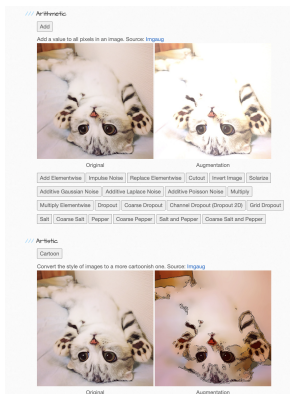 /// Arithmetic
Add
Add a value to all pixels in an image. Source: Imgaug
Original Augmentation
Add Elementwise Impulse Noise Replace Elementwise Cutout Invert Image Solarize
Additive Gaussian Noise Additive Laplace Noise Additive Poisson Noise Multiply
Multiply Elementwise Dropout Coarse Dropout Channel Dropout (Dropout 2D) Grid Dropout
Salt Coarse Salt Pepper Coarse Pepper Salt and Pepper Coarse Salt and Pepper
/// Artistic
Cartoon
Convert the style of images to a more cartoonish one. Source: Imgaug
Original Augmentation